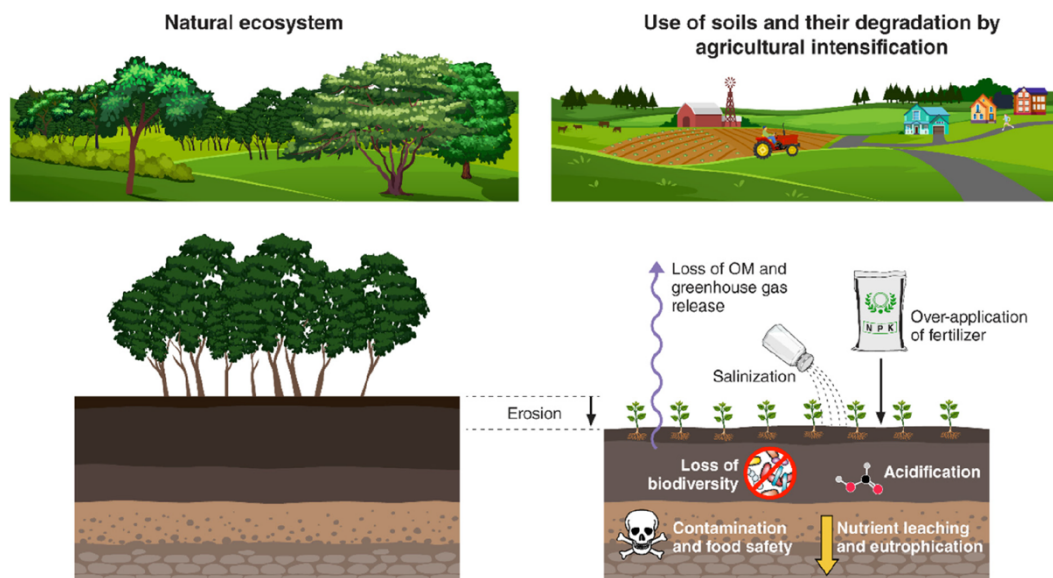 Natural ecosystem
Use of soils and their degradation by
agricultural intensification
Loss of OM and
greenhouse gas
release
N P K
Over-application
of fertilizer
Salinization
Erosion
Loss of
biodiversity
Acidification
Contamination
and food safety
Nutrient leaching
and eutrophication